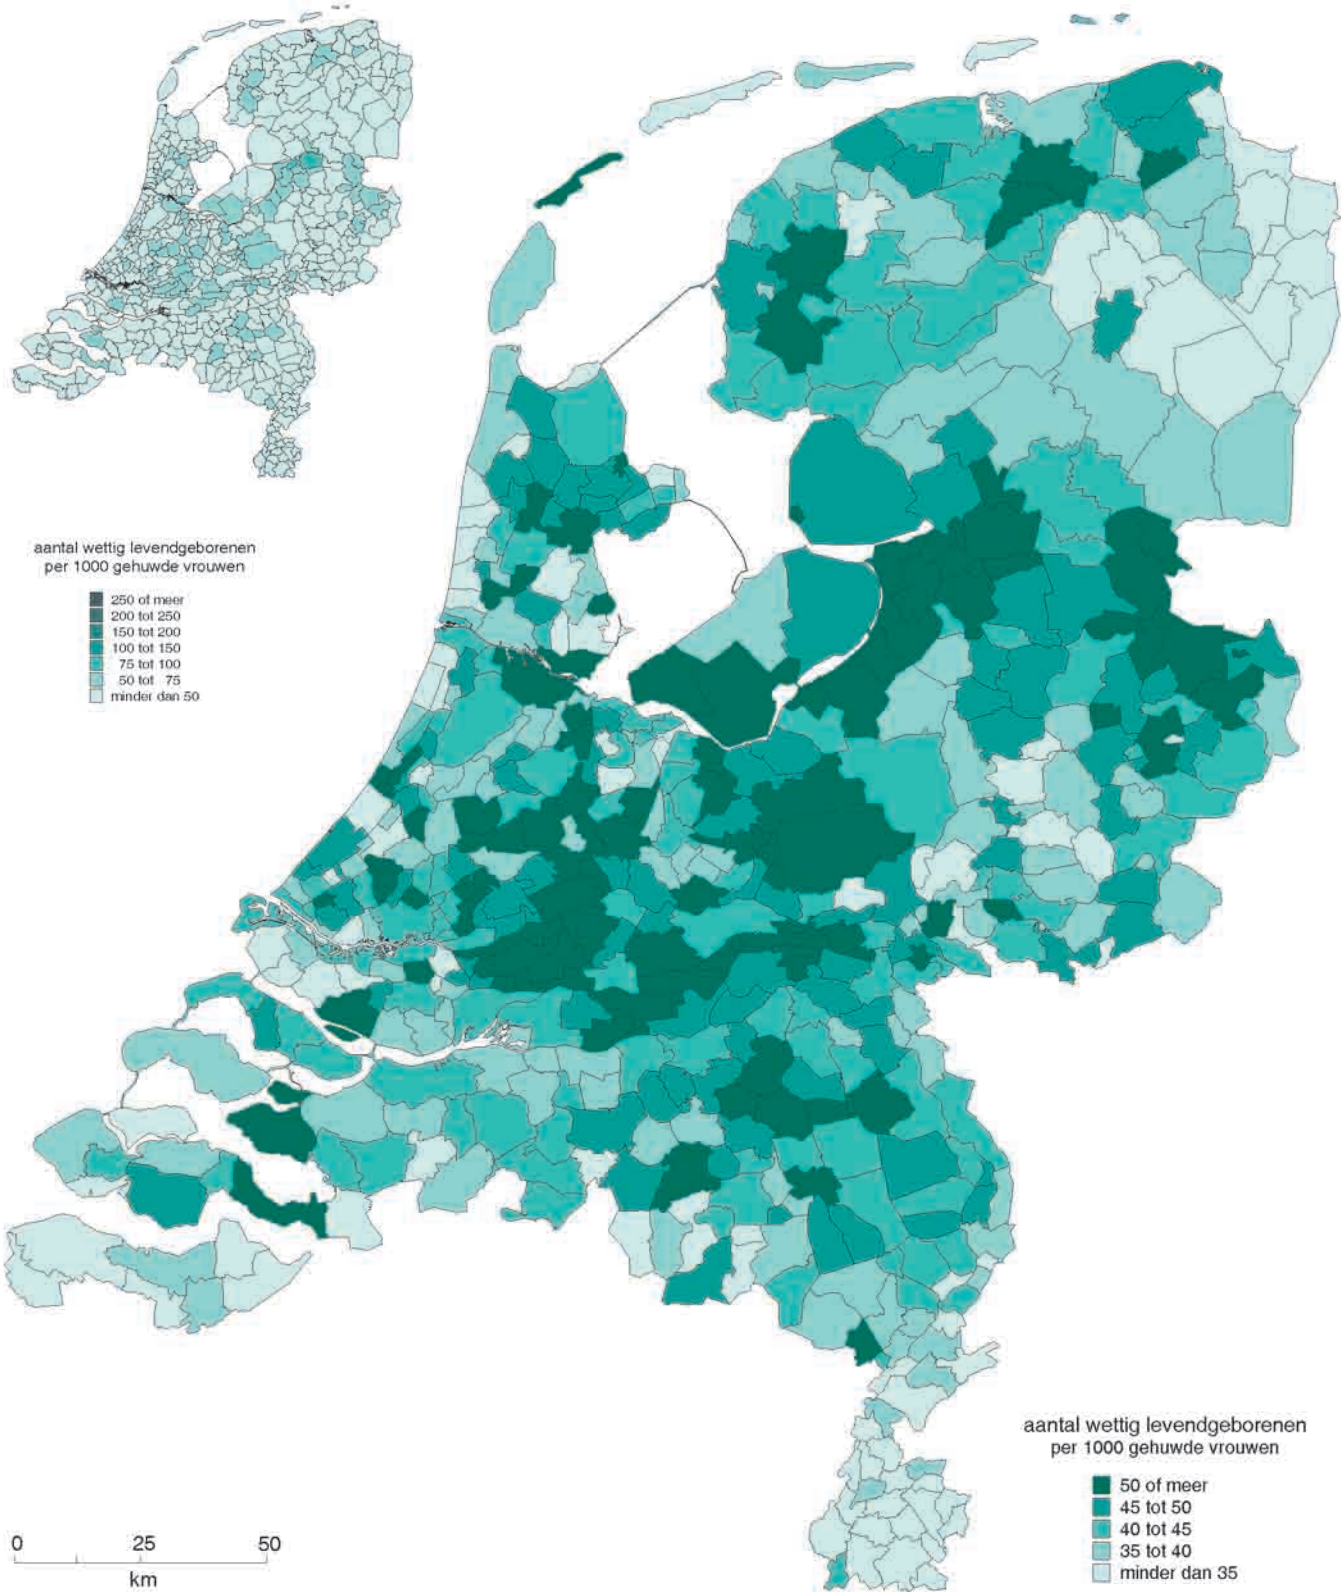 aantal wettig levendgeborenen
per 1000 gehuwde vrouwen
250 of meer
200 tot 250
150 tot 200
100 tot 150
75 tot 100
50 tot 75
minder dan 50
aantal wettig levendgeborenen
per 1000 gehuwde vrouwen
50 of meer
45 tot 50
40 tot 45
35 tot 40
minder dan 35
0 25 50
km